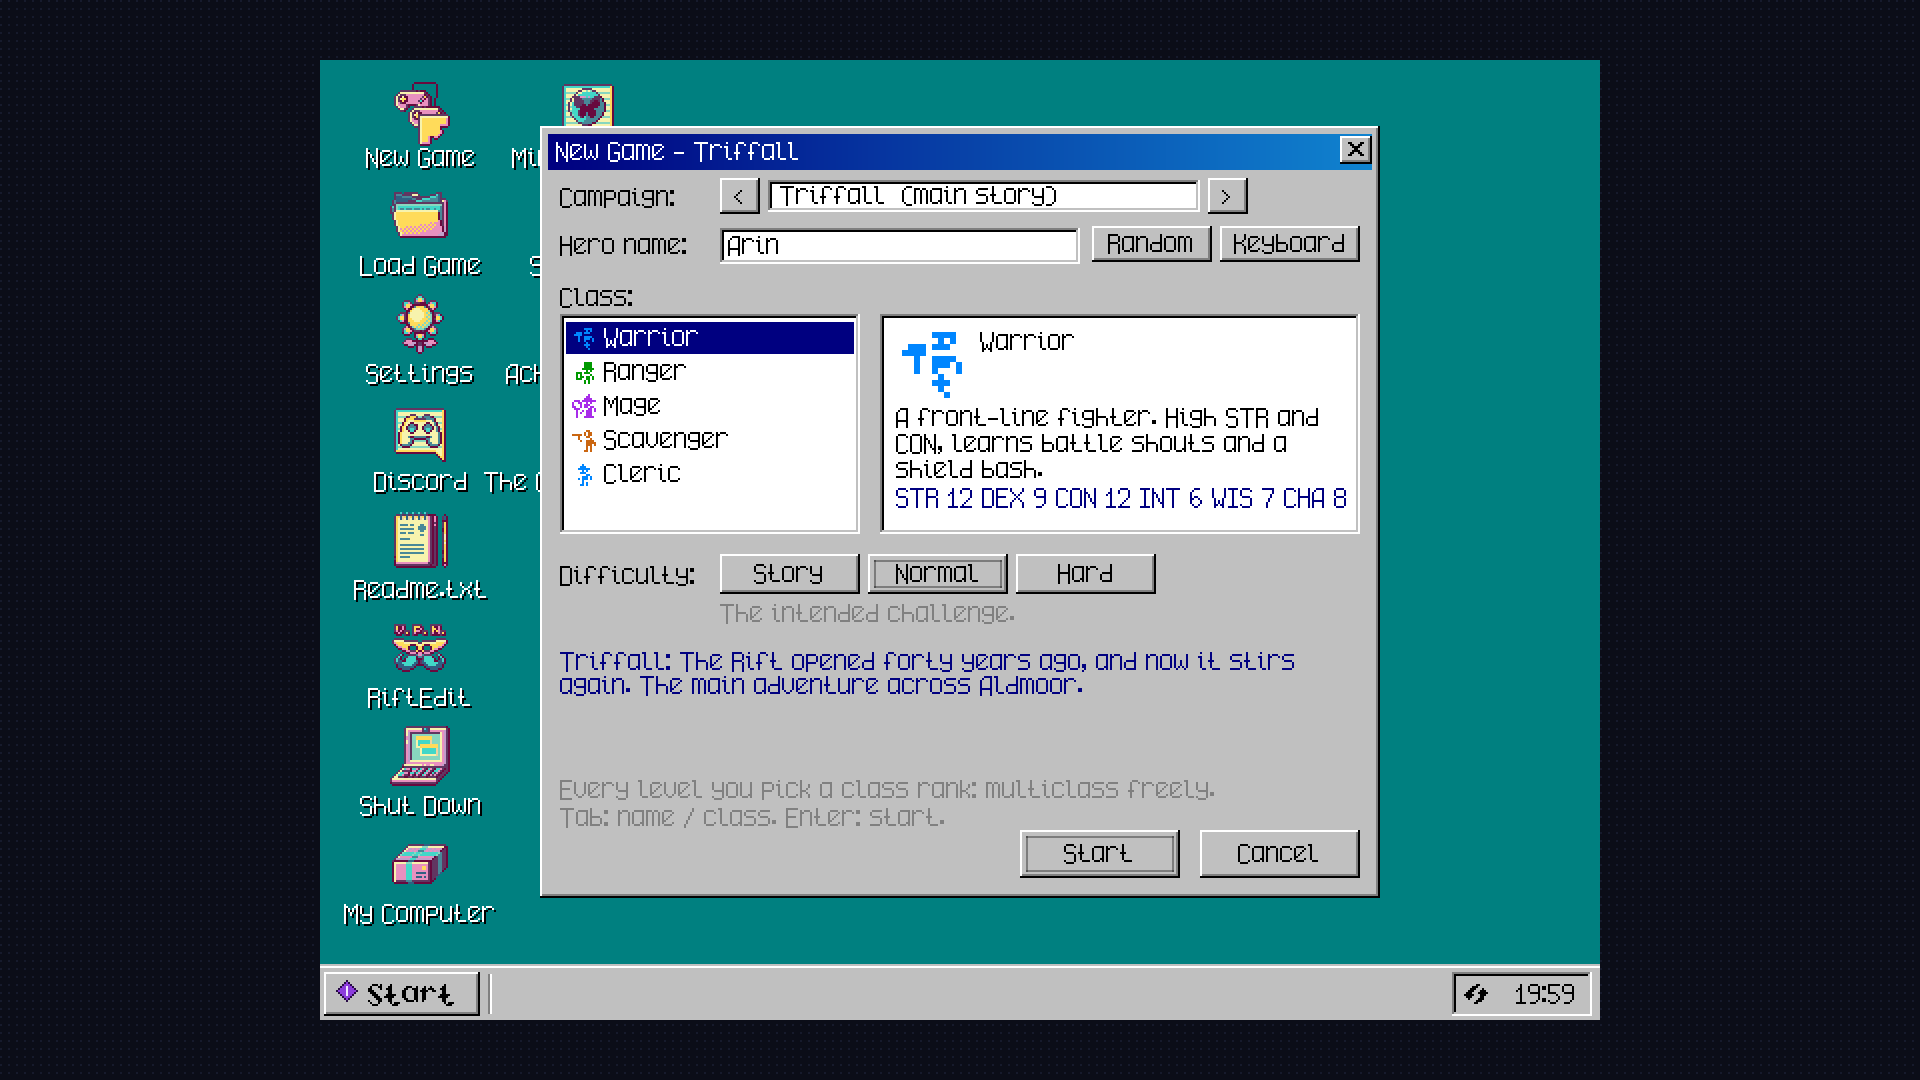 New Game
Load Game
Settings
Discord The
Readme.txt
V.P.N.
RiftEdit
Shut Down
My Computer
New Game - Triffall
Campaign:
< Triffall (main story) >
Hero name: Arin Random Keyboard
Class:
Warrior
Ranger
Mage
Scavenger
Cleric
Warrior
A front-line fighter. High STR and
CON, learns battle shouts and a
shield bash.
STR 12 DEX 9 CON 12 INT 6 WIS 7 CHA 8
Difficulty: Story Normal Hard
The intended challenge.
Triffall: The Rift opened forty years ago, and now it stirs
again. The main adventure across Aldmoor.
Every level you pick a class rank: multiclass freely.
Tab: name / class. Enter: start.
Start Cancel
Start 19:59